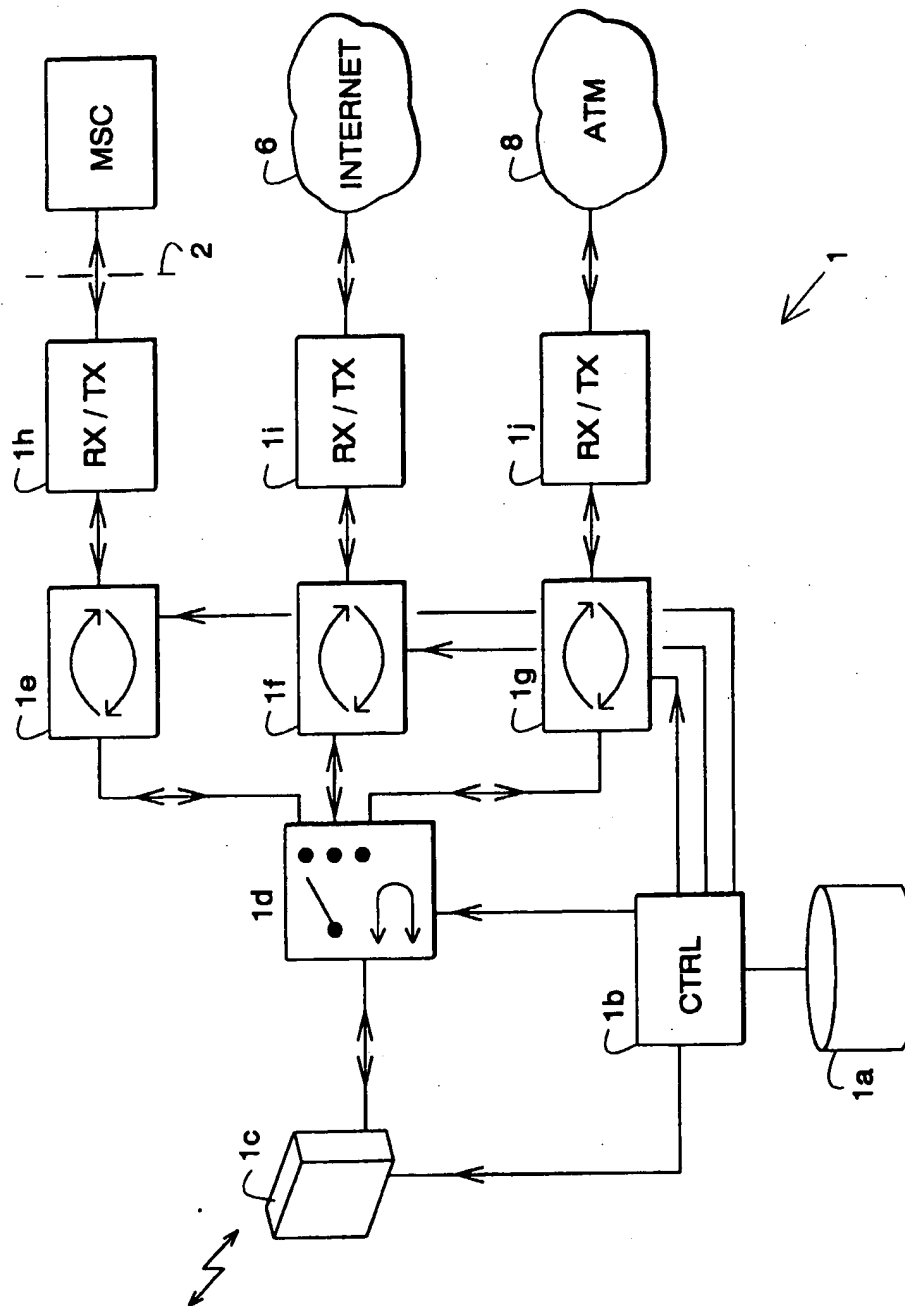 1h
RX / TX
2
MSC
1e
1i
RX / TX
6
INTERNET
1f
1j
RX / TX
8
ATM
1g
1d
1c
1b
CTRL
1a
1